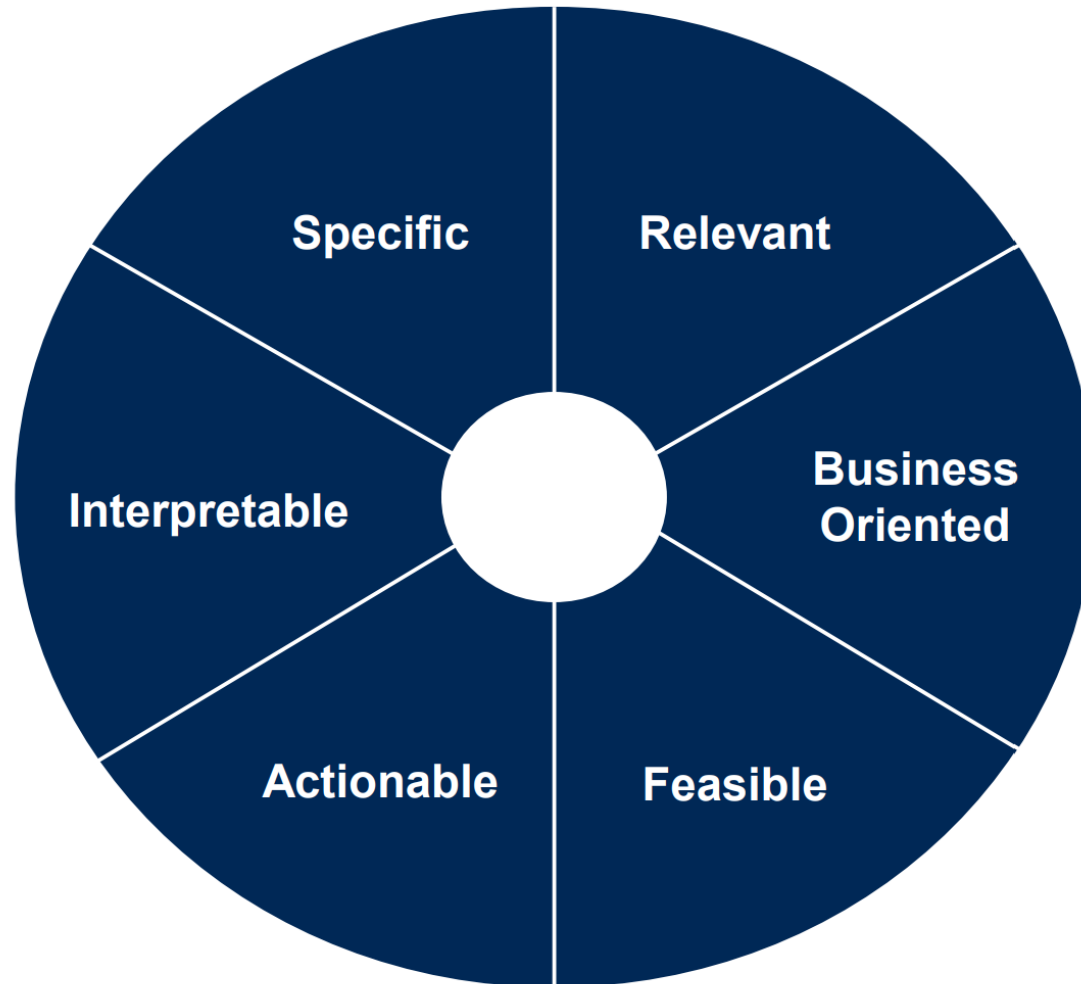 Specific
Relevant
Interpretable
Business
Oriented
Actionable
Feasible